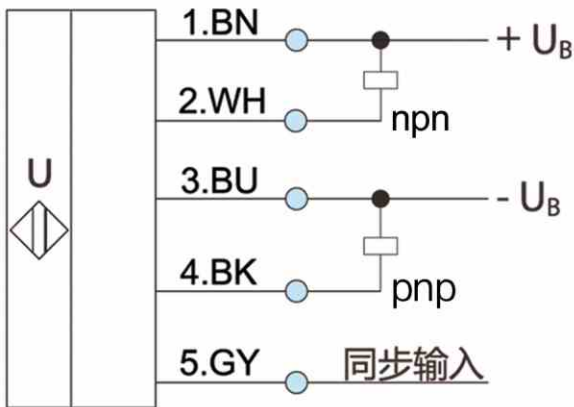 1.BN + UB
2.WH
npn
U
3.BU - UB
4.BK
pnp
5.GY 同步输入